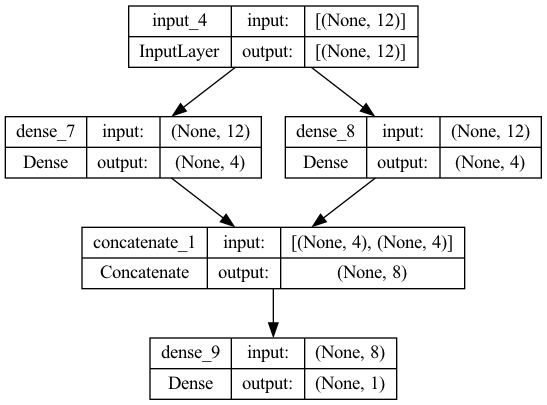 input_4 input: [(None, 12)]
InputLayer output: [(None, 12)]
dense_7 input: (None, 12)
Dense output: (None, 4)
dense_8 input: (None, 12)
Dense output: (None, 4)
concatenate_1 input: [(None, 4), (None, 4)]
Concatenate output: (None, 8)
dense_9 input: (None, 8)
Dense output: (None, 1)